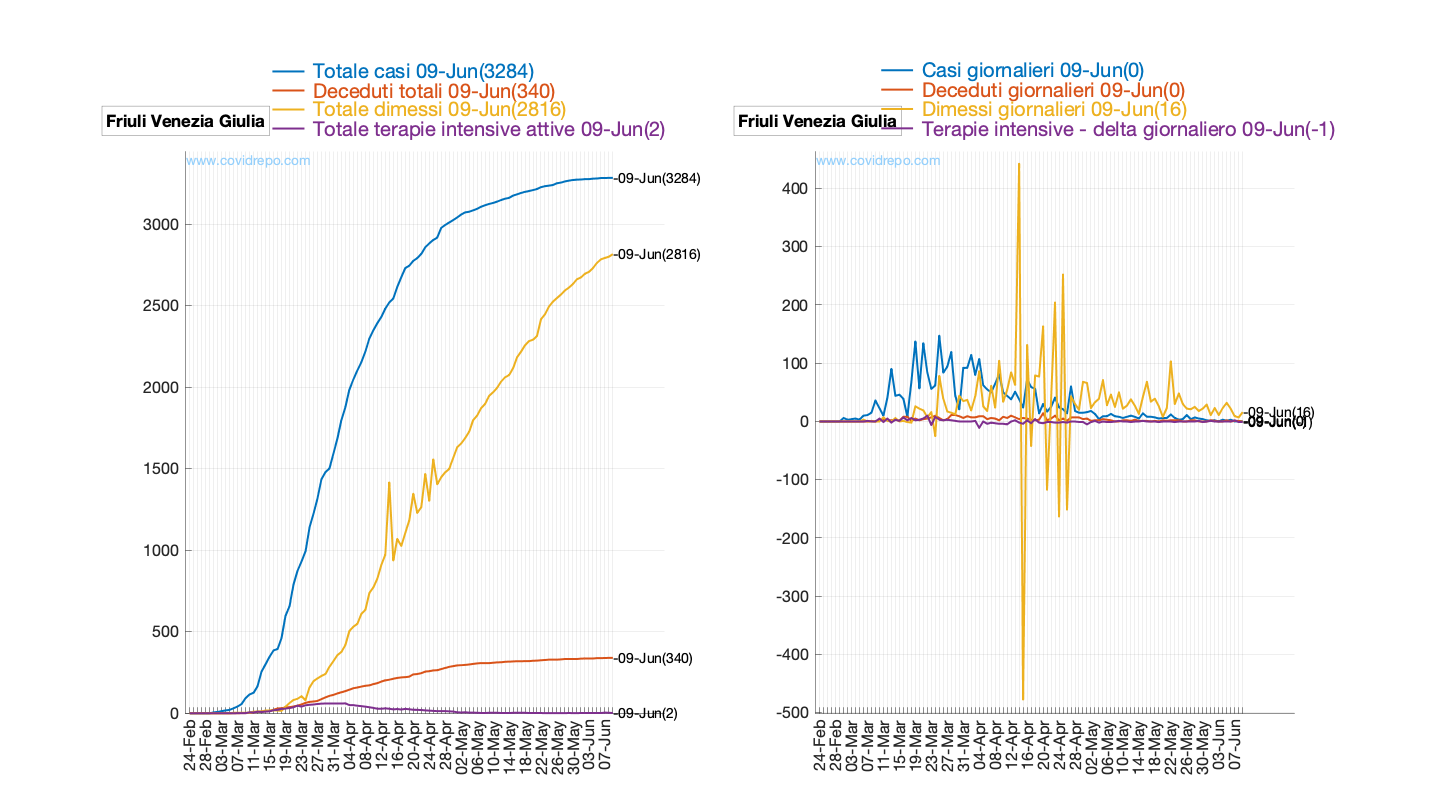 Totale casi 09-Jun(3284)
Deceduti totali 09-Jun(340)
Totale dimessi 09-Jun(2816)
Totale terapie intensive attive 09-Jun(2)
Friuli Venezia Giulia
www.covidrepo.com
-09-Jun(3284)
-09-Jun(2816)
-09-Jun(340)
-09-Jun(2)
3000
2500
2000
1500
1000
500
0
24-Feb
28-Feb
03-Mar
07-Mar
11-Mar
15-Mar
19-Mar
23-Mar
27-Mar
31-Mar
04-Apr
08-Apr
12-Apr
16-Apr
20-Apr
24-Apr
28-Apr
02-May
06-May
10-May
14-May
18-May
22-May
26-May
30-May
03-Jun
07-Jun
Casi giornalieri 09-Jun(0)
Deceduti giornalieri 09-Jun(0)
Dimessi giornalieri 09-Jun(16)
Terapie intensive - delta giornaliero 09-Jun(-1)
Friuli Venezia Giulia
www.covidrepo.com
400
300
200
100
0
-100
-200
-300
-400
-500
-09-Jun(16)
24-Feb
28-Feb
03-Mar
07-Mar
11-Mar
15-Mar
19-Mar
23-Mar
27-Mar
31-Mar
04-Apr
08-Apr
12-Apr
16-Apr
20-Apr
24-Apr
28-Apr
02-May
06-May
10-May
14-May
18-May
22-May
26-May
30-May
03-Jun
07-Jun